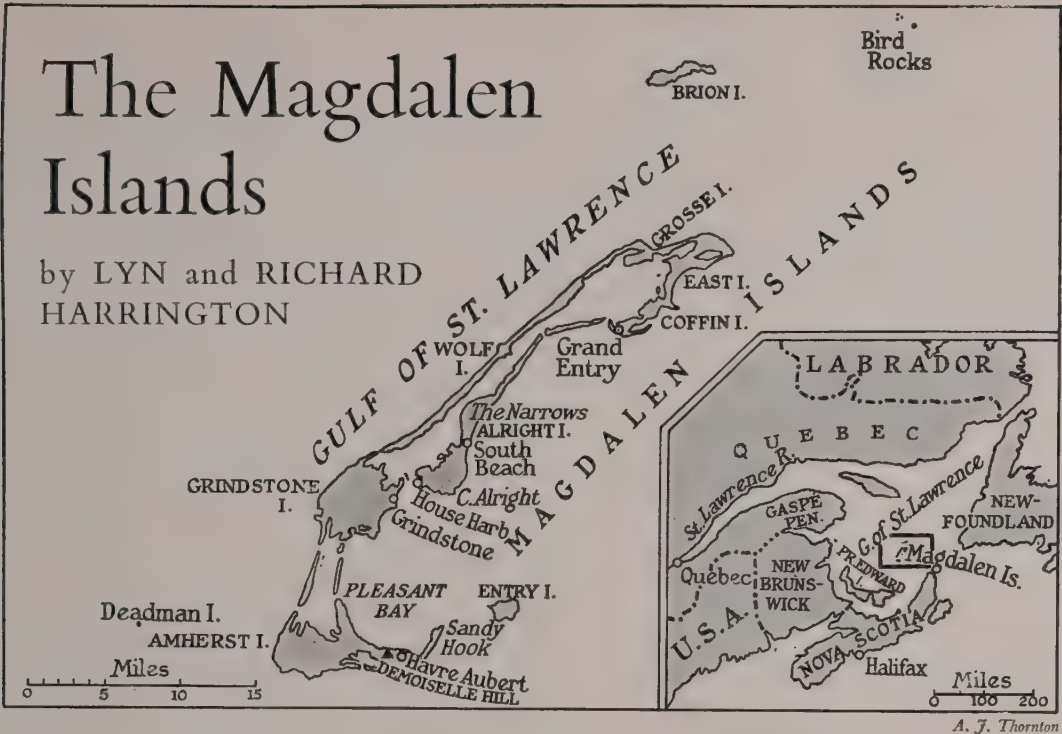 The Magdalen
Islands
by LYN and RICHARD
HARRINGTON
Bird
Rocks
BRION I.
GULF OF ST. LAWRENCE
GROSSE I.
EAST I.
COFFIN I.
MAGDALEN ISLANDS
WOLF
I.
Grand
Entry
The Narrows
ALRIGHT I.
South
Beach
C. Alright
House Harb.
Grindstone
GRINDSTONE
I.
PLEASANT
BAY
ENTRY I.
Sandy
Hook
Deadman I.
AMHERST I.
Havre Aubert
DEMOISELLE HILL
Miles
0 5 10 15
LABRADOR
QUEBEC
St. Lawrence R.
GASPÉ
PEN.
G. of St. Lawrence
NEW-
FOUNDLAND
Magdalen Is.
Québec
NEW
BRUNS-
WICK
PR. EDWARD
I.
U.S.A.
NOVA SCOTIA
Halifax
Miles
0 100 200
A. J. Thornton